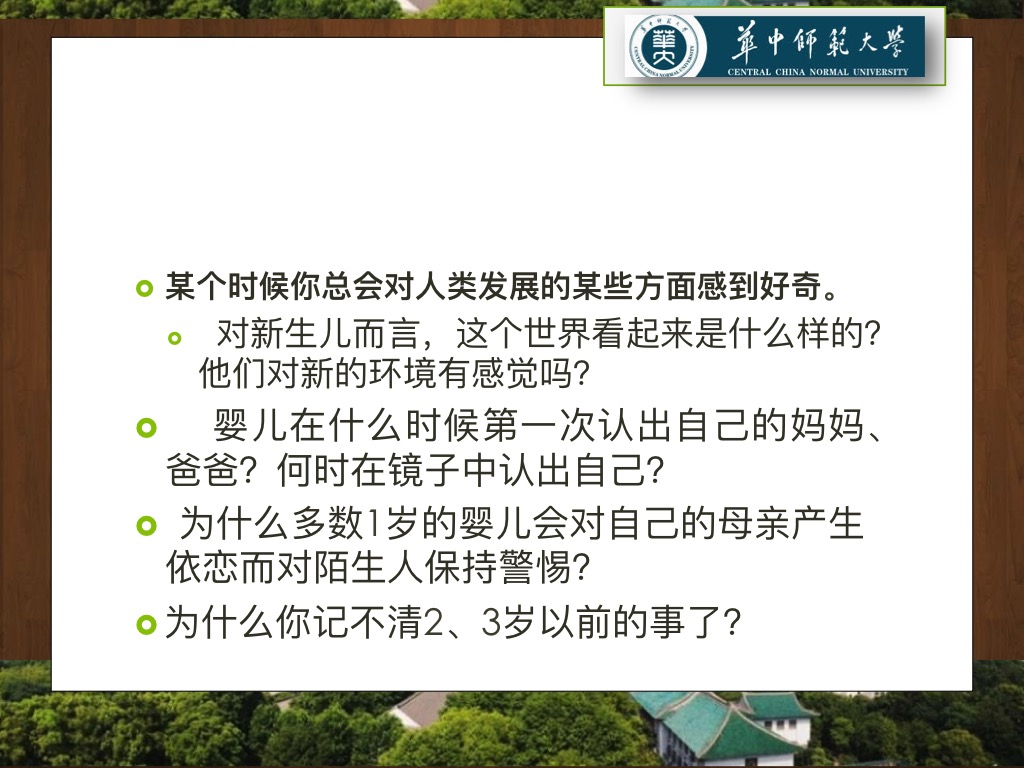 華中師範大學
CENTRAL CHINA NORMAL UNIVERSITY
某个时候你总会对人类发展的某些方面感到好奇。
对新生儿而言，这个世界看起来是什么样的？
他们对新的环境有感觉吗？
婴儿在什么时候第一次认出自己的妈妈、
爸爸？何时在镜子中认出自己？
为什么多数1岁的婴儿会对自己的母亲产生
依恋而对陌生人保持警惕？
为什么你记不清2、3岁以前的事了？